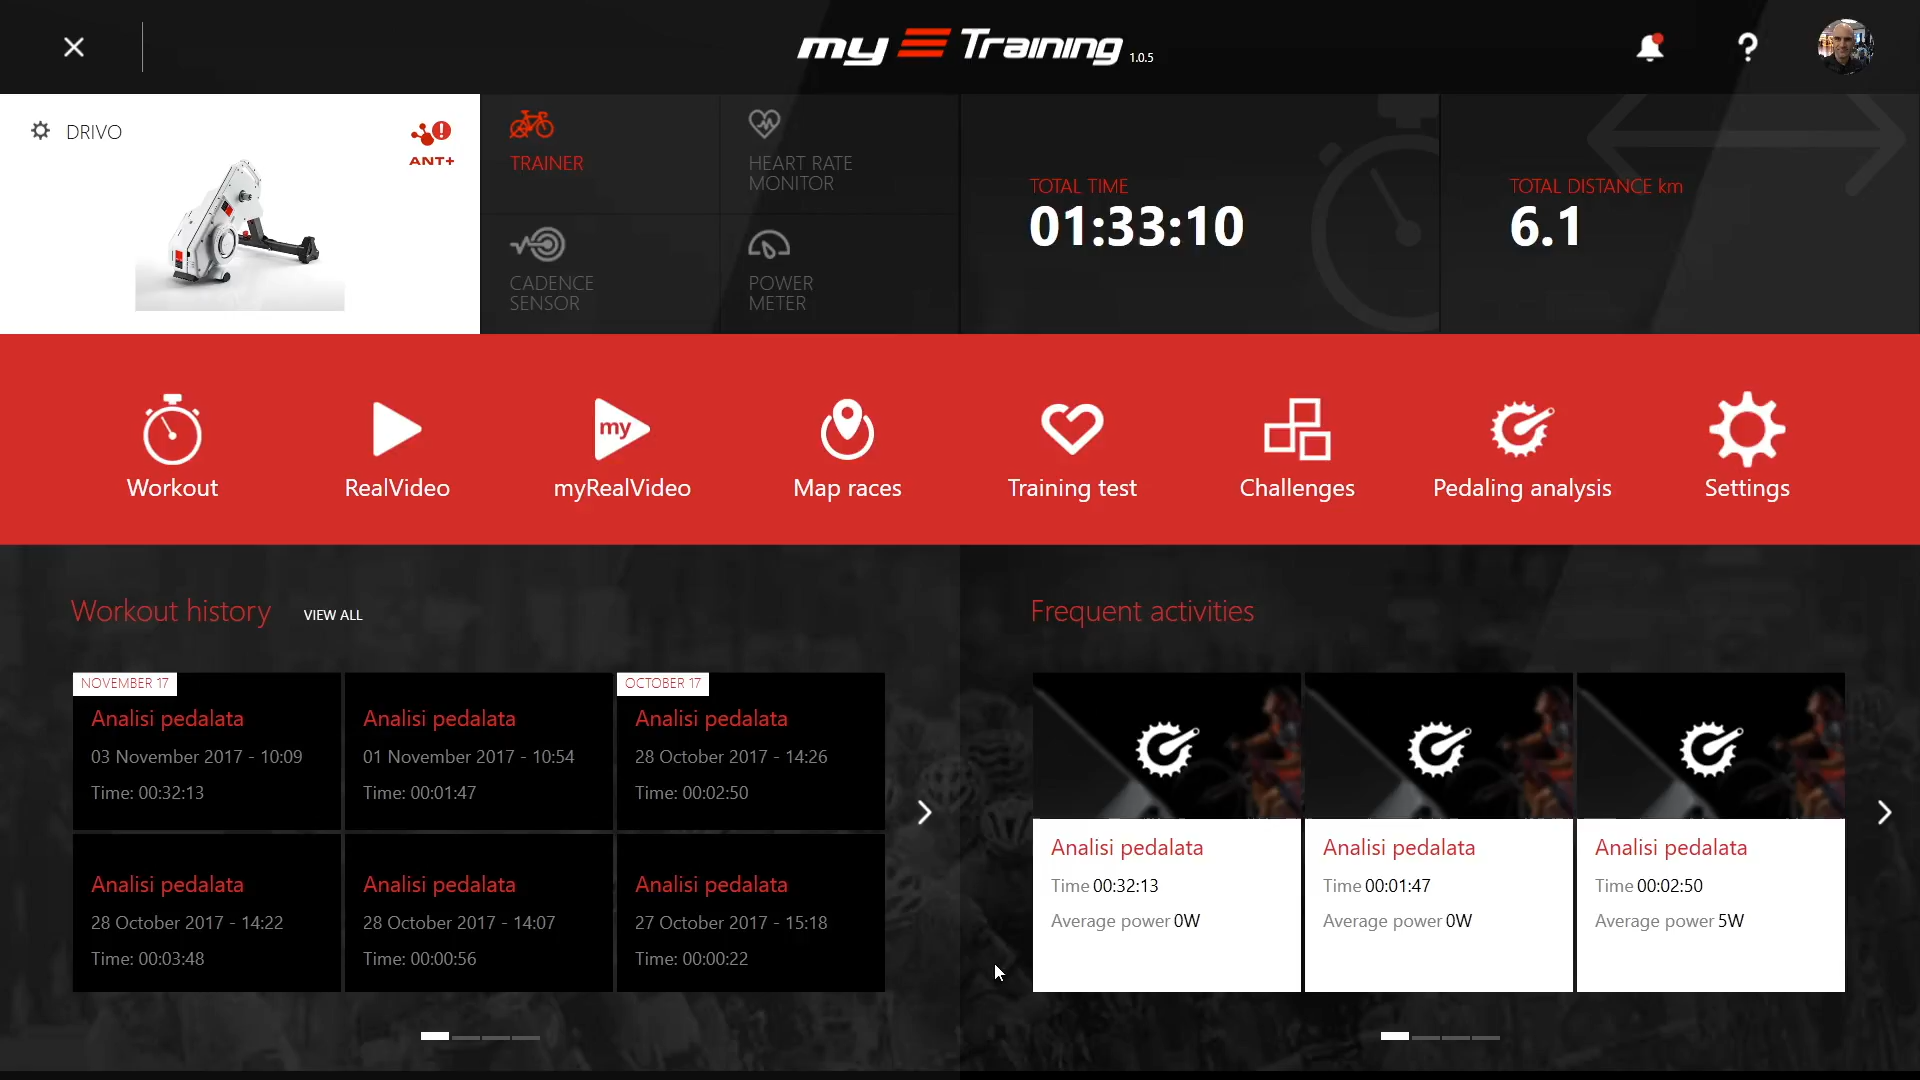 my Training 1.0.5
DRIVO
ANT+
TRAINER
HEART RATE
MONITOR
CADENCE
SENSOR
POWER
METER
TOTAL TIME
01:33:10
TOTAL DISTANCE km
6.1
Workout
RealVideo
my
myRealVideo
Map races
Training test
Challenges
Pedaling analysis
Settings
Workout history
VIEW ALL
NOVEMBER 17
Analisi pedalata
03 November 2017 - 10:09
Time: 00:32:13
Analisi pedalata
01 November 2017 - 10:54
Time: 00:01:47
OCTOBER 17
Analisi pedalata
28 October 2017 - 14:26
Time: 00:02:50
Analisi pedalata
28 October 2017 - 14:22
Time: 00:03:48
Analisi pedalata
28 October 2017 - 14:07
Time: 00:00:56
Analisi pedalata
27 October 2017 - 15:18
Time: 00:00:22
Frequent activities
Analisi pedalata
Time 00:32:13
Average power 0W
Analisi pedalata
Time 00:01:47
Average power 0W
Analisi pedalata
Time 00:02:50
Average power 5W